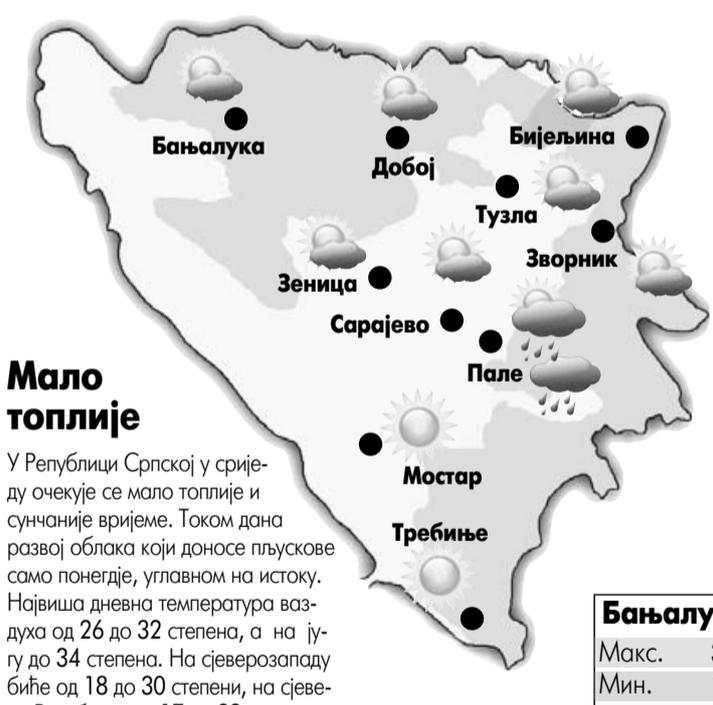 Бањалука
Добој
Бијељина
Тузла
Зворник
Зеница
Сарајево
Пале
Мостар
Требиње
Мало
топлије
У Републици Српској у срије-
ду очекује се мало топлије и
сунчаније вријеме. Током дана
развој облака који доносе пљускове
само понегдје, углавном на истоку.
Највиша дневна температура ваз-
духа од 26 до 32 степена, а на ју-
гу до 34 степена. На сјеверозападу
биће од 18 до 30 степени, на сјеве-
Бањалу
Макс.
Мин.